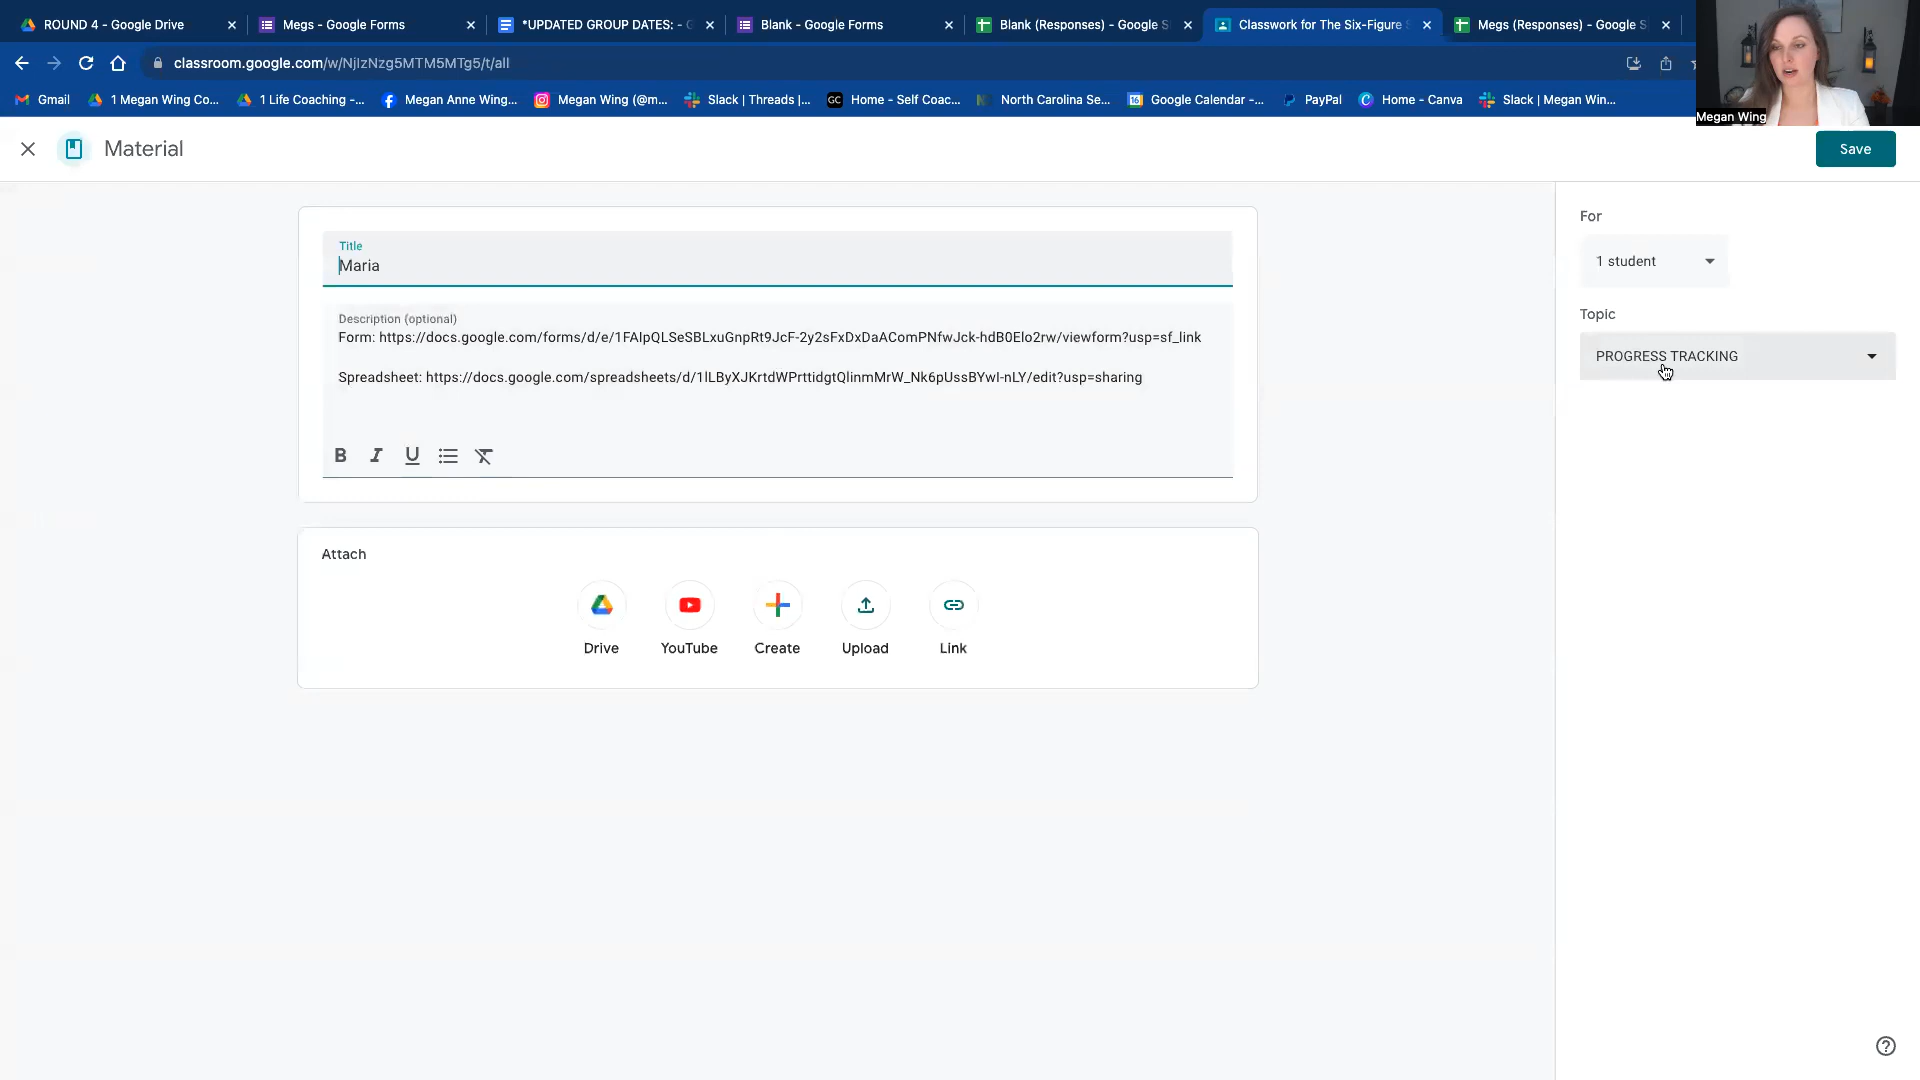 ROUND 4 - Google Drive
Megs - Google Forms
*UPDATED GROUP DATES: - G
Blank - Google Forms
Blank (Responses) - Google S
Classwork for The Six-Figure S
Megs (Responses) - Google S
classroom.google.com/w/NjIzNzg5MTM5MTg5/t/all
Gmail
1 Megan Wing Co...
1 Life Coaching -...
Megan Anne Wing...
Megan Wing (@m...
Slack | Threads |...
GC
Home - Self Coac...
North Carolina Se...
Google Calendar -...
PayPal
Home - Canva
Slack | Megan Win...
Megan Wing
Material
Save
Title
Maria
Description (optional)
Form: https://docs.google.com/forms/d/e/1FAIpQLSeSBLxuGnpRt9JcF-2y2sFxDxDaAComPNfwJck-hdB0Elo2rw/viewform?usp=sf_link
Spreadsheet: https://docs.google.com/spreadsheets/d/1lLByXJKrtdWPrttidgtQlinmMrW_Nk6pUssBYwI-nLY/edit?usp=sharing
B I U
Attach
Drive
YouTube
Create
Upload
Link
For
1 student
Topic
PROGRESS TRACKING